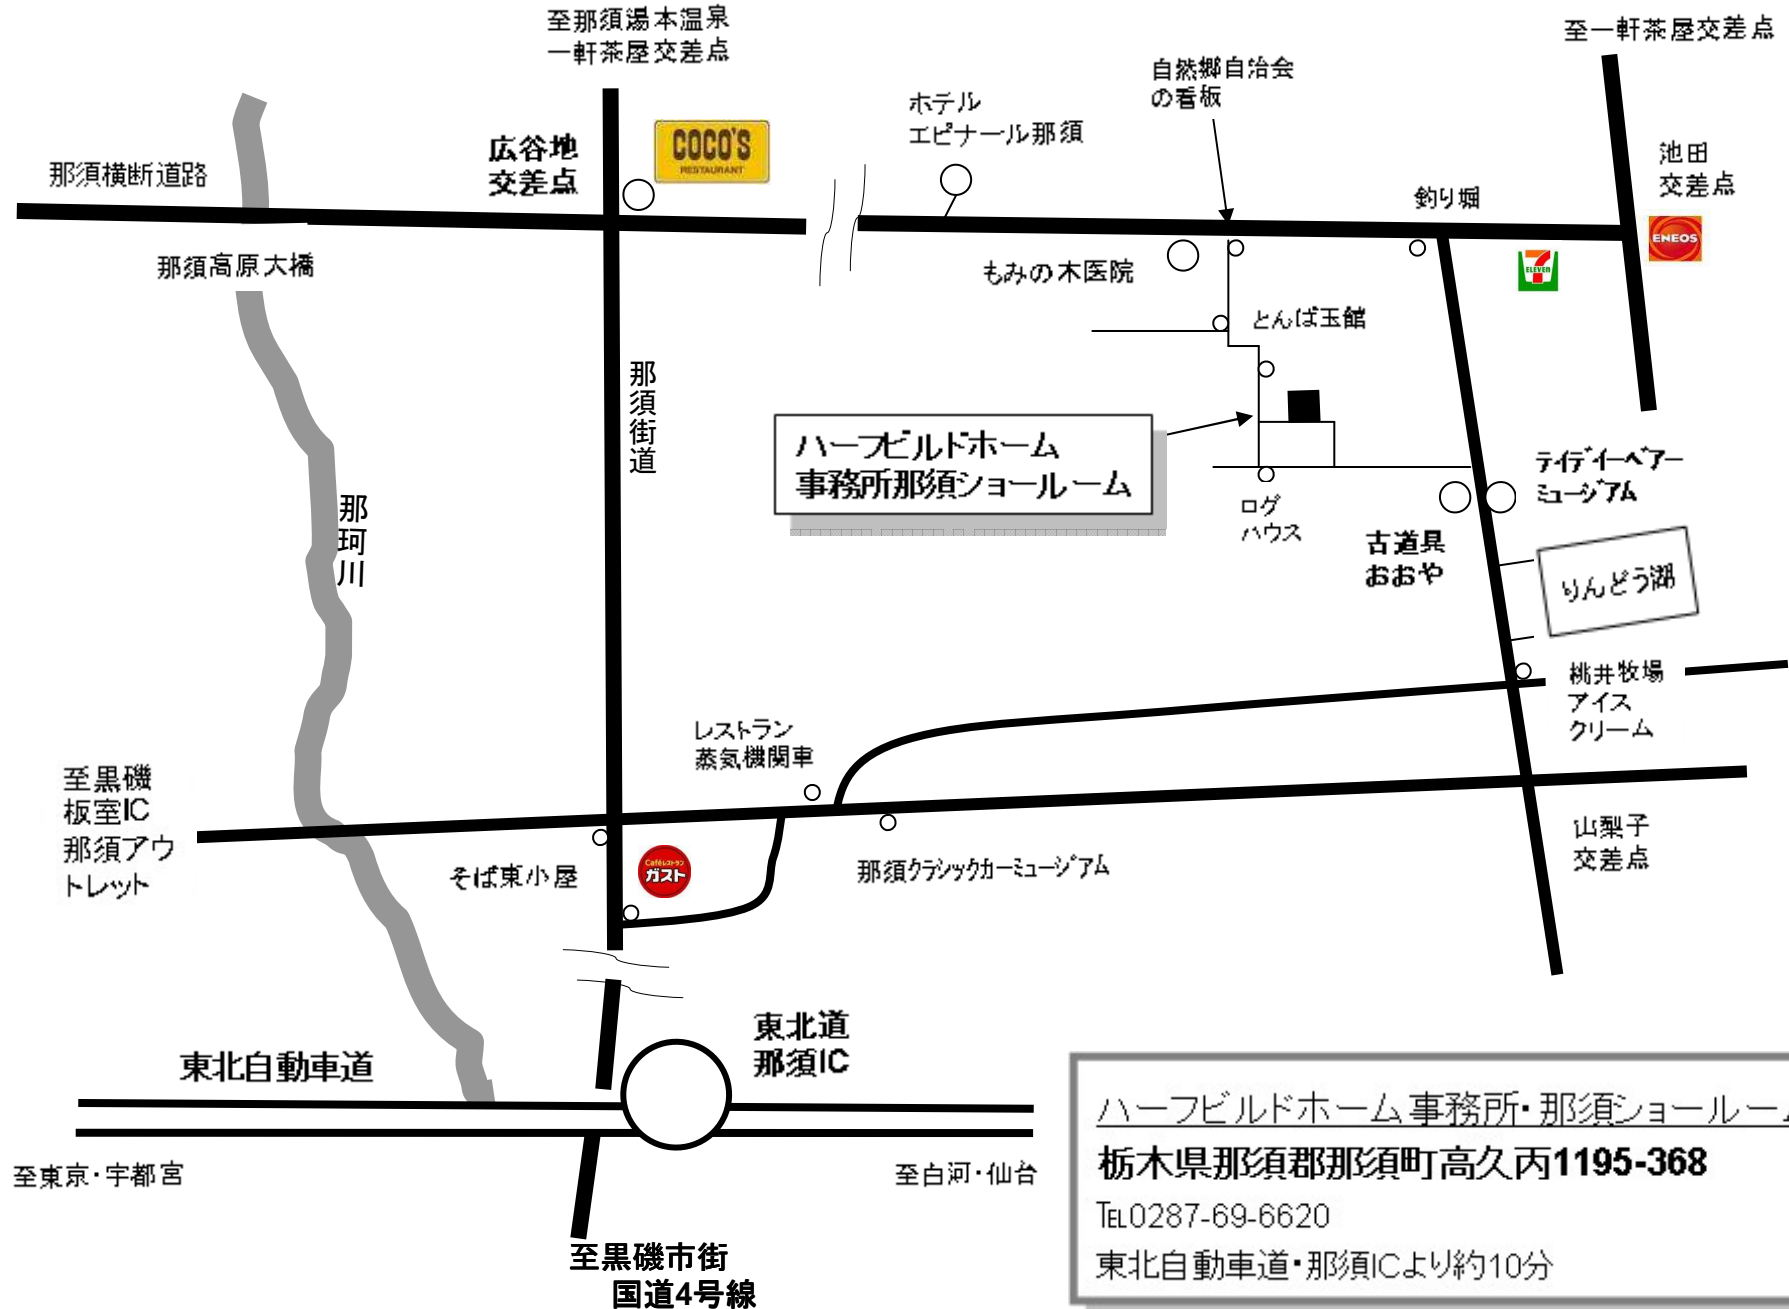 至那須湯本温泉
一軒茶屋交差点
至一軒茶屋交差点
自然郷自治会
の看板
ホテル
エピナール那須
広谷地
交差点
COCO'S
RESTAURANT
池田
交差点
那須横断道路
釣り堀
ENEOS
那須高原大橋
もみの木医院
7
ELEVEN
とんぼ玉館
那須街道
ハーフビルドホーム
事務所那須ショールーム
テイディーベアー
ミュージアム
那珂川
ログ
ハウス
古道具
おおや
りんどう湖
桃井牧場
アイス
クリーム
レストラン
蒸気機関車
至黒磯
板室IC
那須アウ
トレット
山梨子
交差点
そば東小屋
Caféレストラン
ガスト
那須クラシックカーミュージアム
東北道
那須IC
東北自動車道
至東京・宇都宮
至白河・仙台
至黒磯市街
国道4号線
ハーフビルドホーム事務所・那須ショールーム
栃木県那須郡那須町高久丙1195-368
℡0287-69-6620
東北自動車道・那須ICより約10分